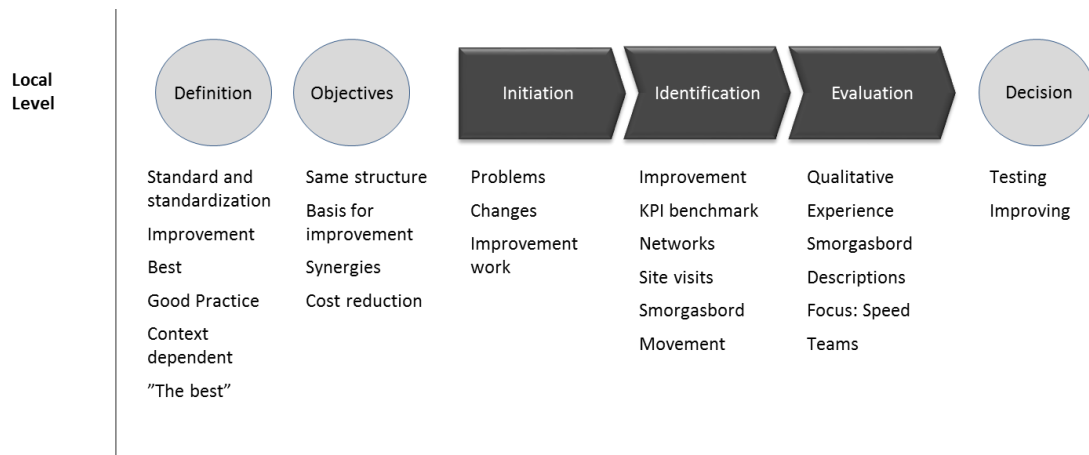 Local
Level
Definition
Objectives
Initiation
Identification
Evaluation
Decision
Standard and
standardization
Improvement
Best
Good Practice
Context
dependent
”The best”
Same structure
Basis for
improvement
Synergies
Cost reduction
Problems
Changes
Improvement
work
Improvement
KPI benchmark
Networks
Site visits
Smorgasbord
Movement
Qualitative
Experience
Smorgasbord
Descriptions
Focus: Speed
Teams
Testing
Improving